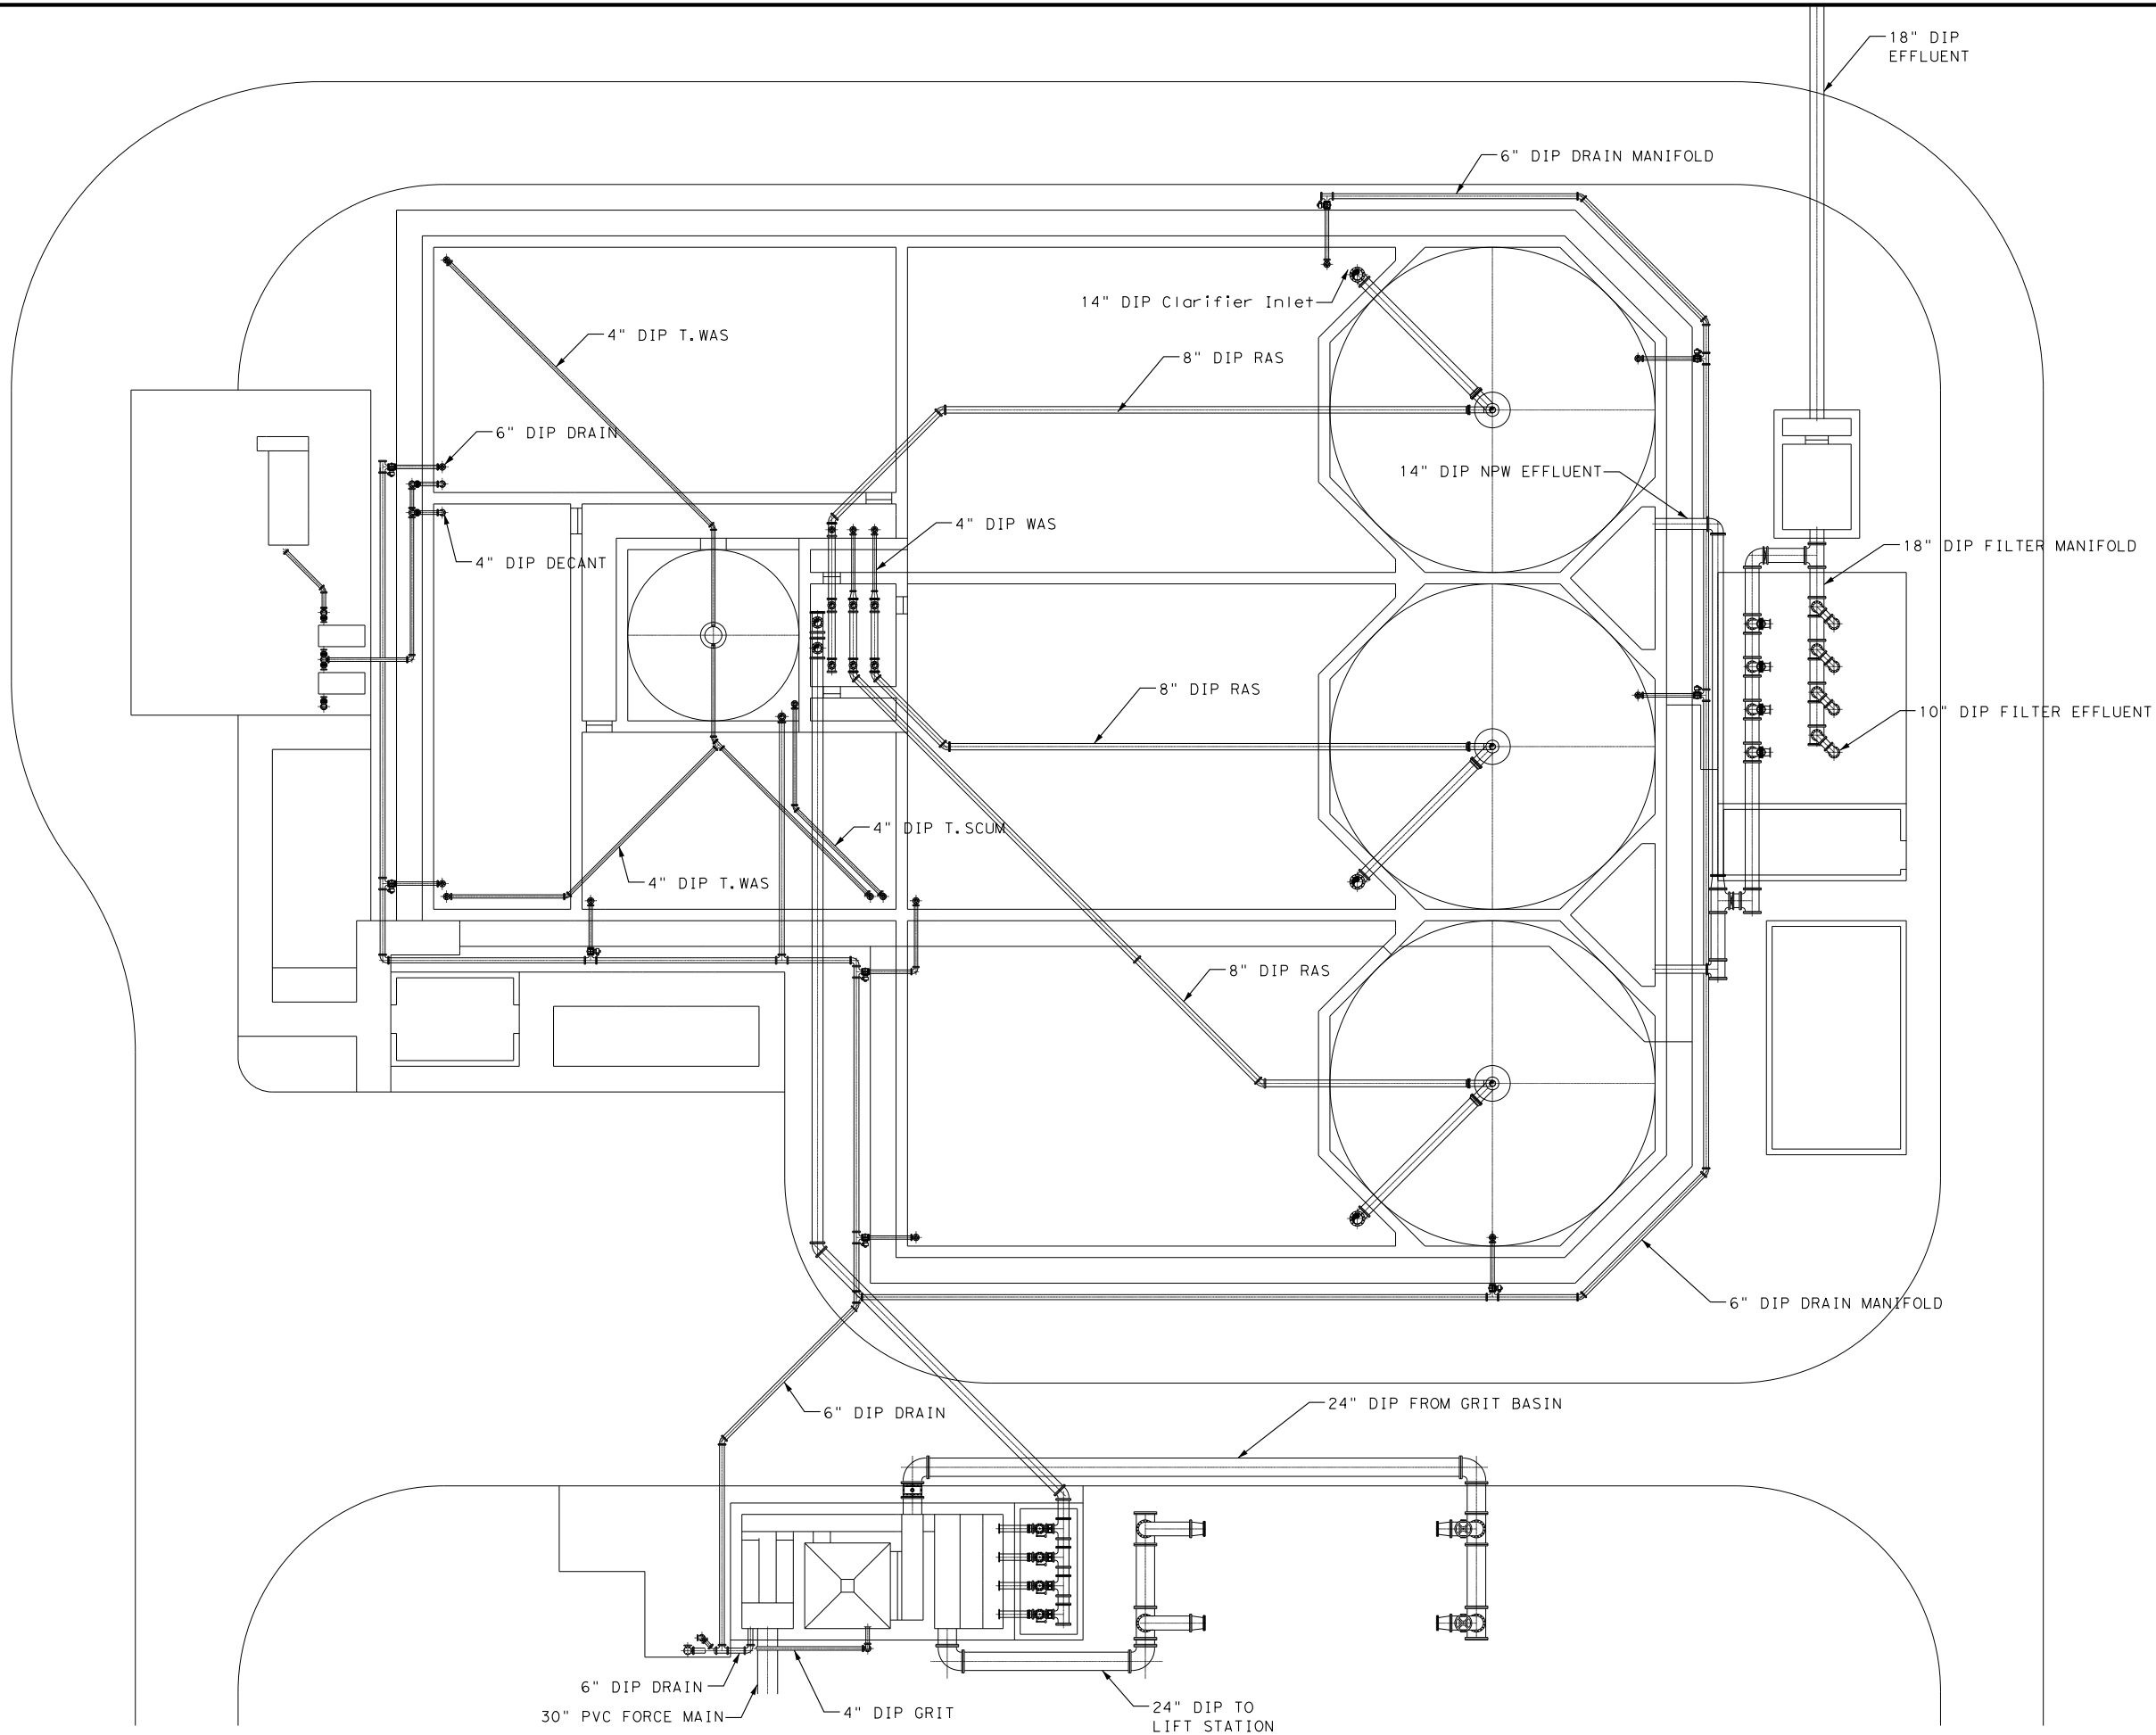 18" DIP
EFFLUENT
6" DIP DRAIN MANIFOLD
14" DIP Clarifier Inlet
4" DIP T.WAS
8" DIP RAS
6" DIP DRAIN
14" DIP NPW EFFLUENT
4" DIP WAS
18" DIP FILTER MANIFOLD
4" DIP DECANT
8" DIP RAS
10" DIP FILTER EFFLUENT
4" DIP T.SCUM
4" DIP T.WAS
8" DIP RAS
6" DIP DRAIN MANIFOLD
24" DIP FROM GRIT BASIN
6" DIP DRAIN
6" DIP DRAIN
30" PVC FORCE MAIN
4" DIP GRIT
24" DIP TO
LIFT STATION